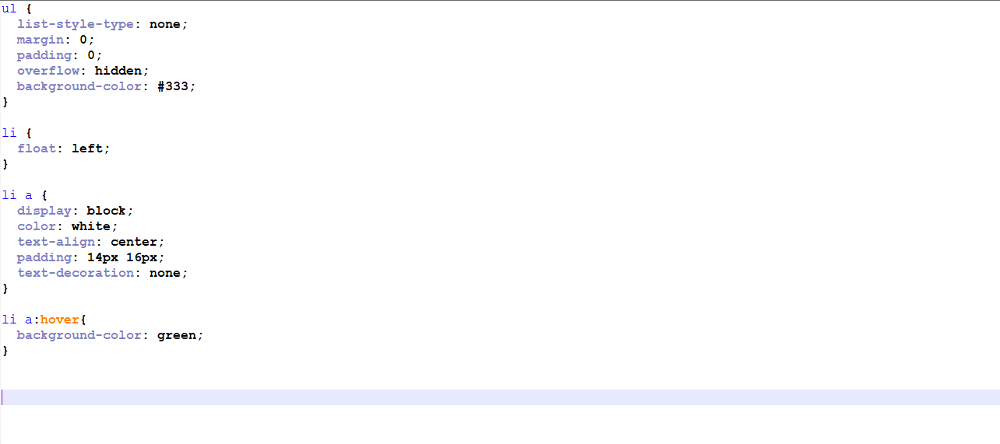 ul {
  list-style-type: none;
  margin: 0;
  padding: 0;
  overflow: hidden;
  background-color: #333;
}

li {
  float: left;
}

li a {
  display: block;
  color: white;
  text-align: center;
  padding: 14px 16px;
  text-decoration: none;
}

li a:hover{
  background-color: green;
}